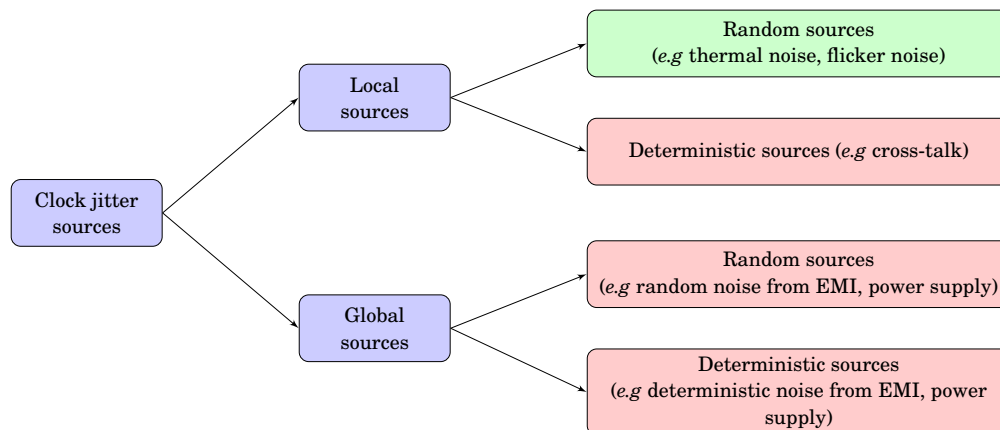 Random sources
(e.g thermal noise, flicker noise)
Local
sources
Deterministic sources (e.g cross-talk)
Clock jitter
sources
Random sources
(e.g random noise from EMI, power supply)
Global
sources
Deterministic sources
(e.g deterministic noise from EMI, power
supply)